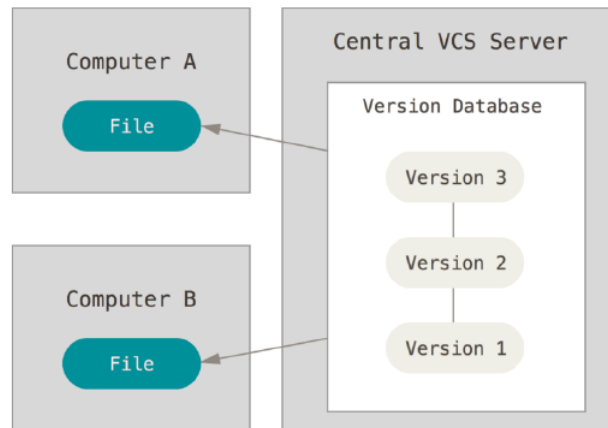 Computer A
File
Computer B
File
Central VCS Server
Version Database
Version 3
Version 2
Version 1